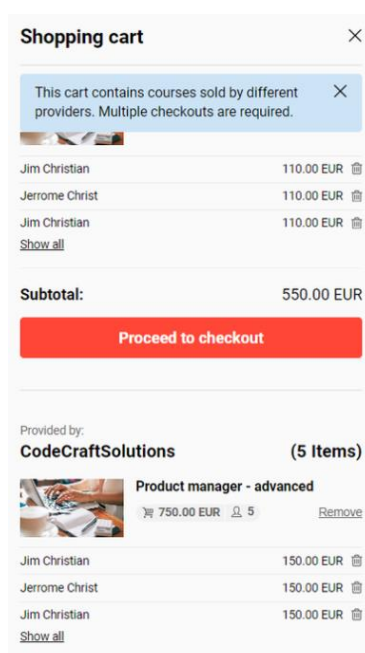 Shopping cart
This cart contains courses sold by different
providers. Multiple checkouts are required.
Jim Christian 110.00 EUR
Jerrome Christ 110.00 EUR
Jim Christian 110.00 EUR
Show all
Subtotal: 550.00 EUR
Proceed to checkout
Provided by:
CodeCraftSolutions (5 Items)
Product manager - advanced
750.00 EUR 5 Remove
Jim Christian 150.00 EUR
Jerrome Christ 150.00 EUR
Jim Christian 150.00 EUR
Show all